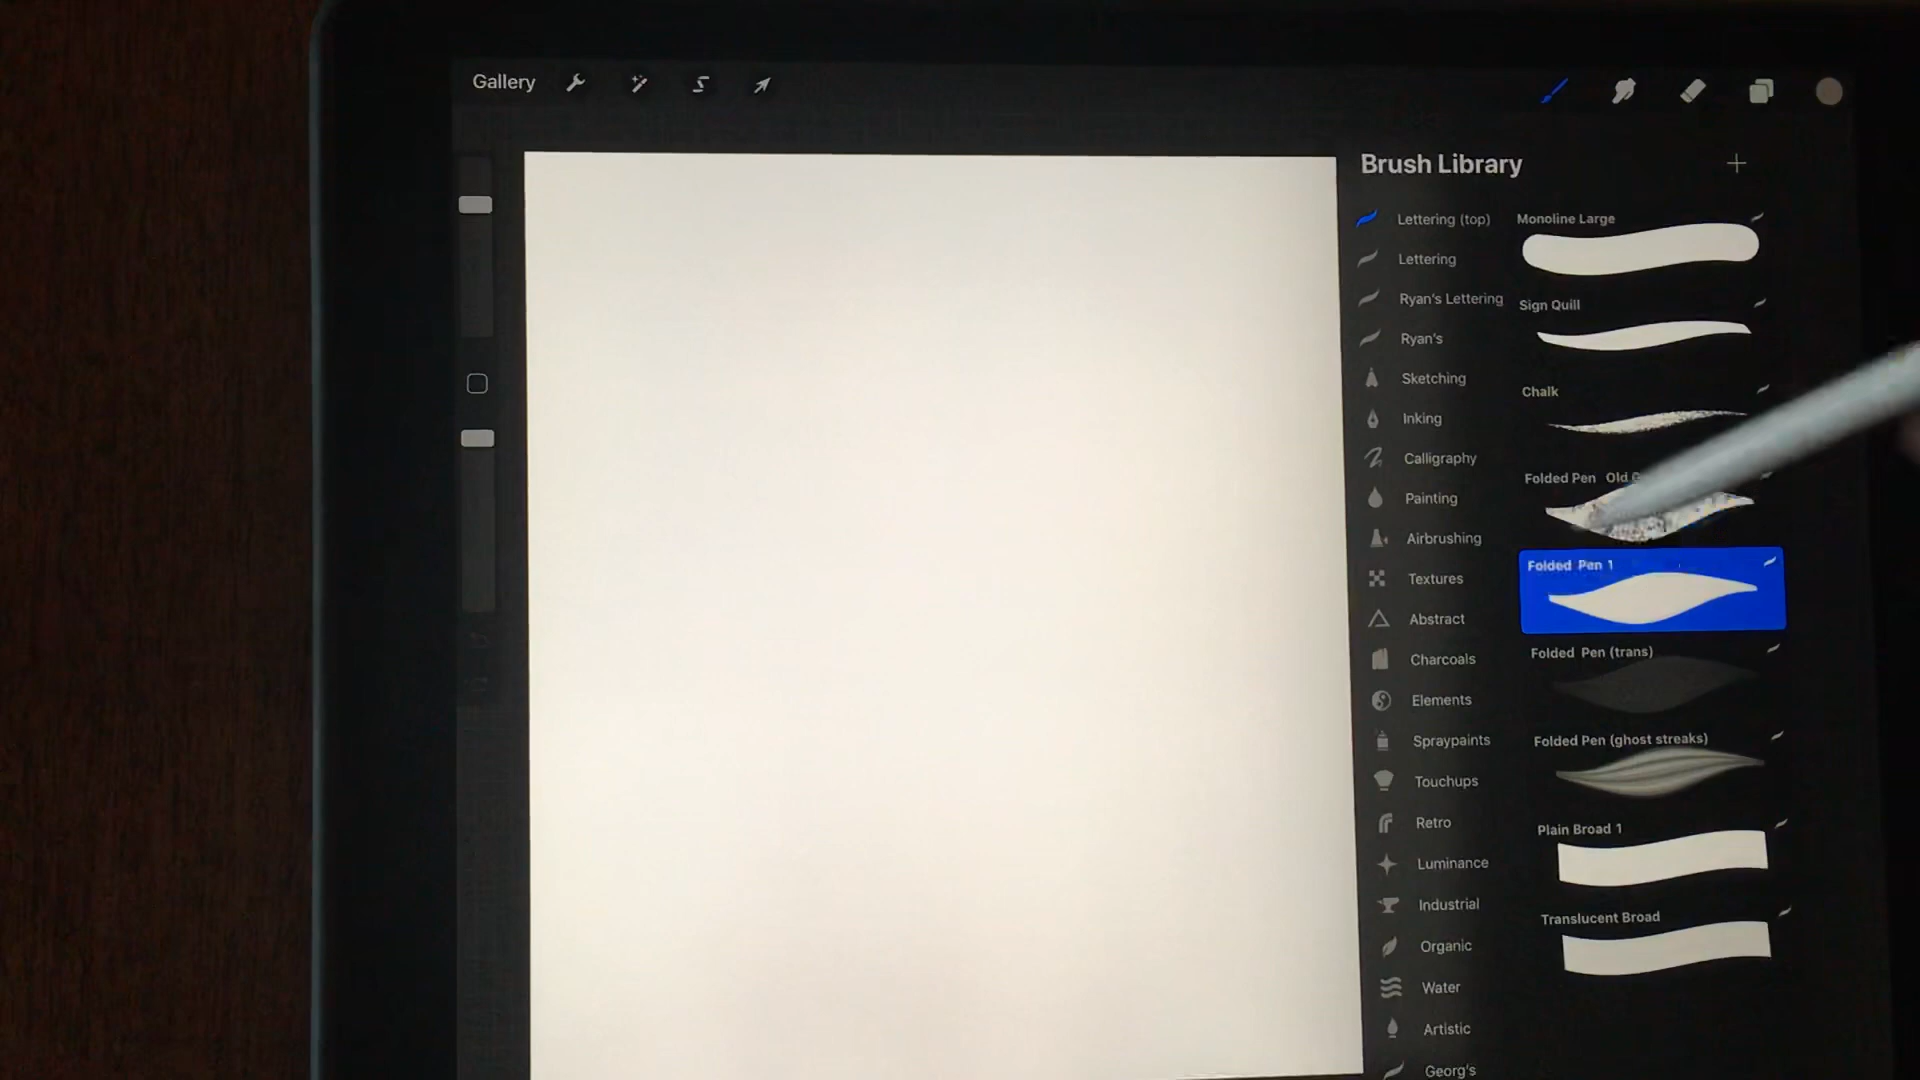 Gallery
Brush Library
Lettering (top)
Lettering
Ryan's Lettering
Ryan's
Sketching
Inking
Calligraphy
Painting
Airbrushing
Textures
Abstract
Charcoals
Elements
Spraypaints
Touchups
Retro
Luminance
Industrial
Organic
Water
Artistic
Georg's
Monoline Large
Sign Quill
Chalk
Folded Pen Old
Folded Pen 1
Folded Pen (trans)
Folded Pen (ghost streaks)
Plain Broad 1
Translucent Broad